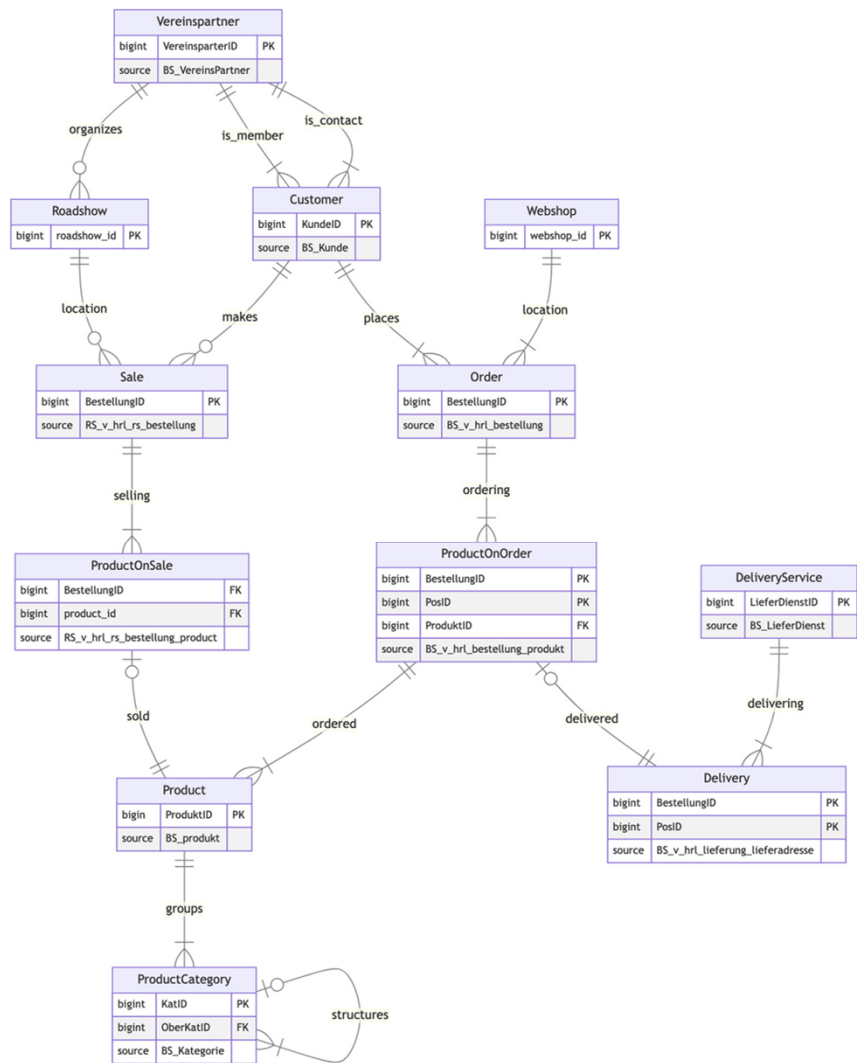 Vereinspartner
bigint VereinsparterID PK
source BS_VereinsPartner
organizes
is_member
is_contact
Roadshow
bigint roadshow_id PK
Customer
bigint KundeID PK
source BS_Kunde
Webshop
bigint webshop_id PK
location
makes
places
location
Sale
bigint BestellungID PK
source RS_v_hrl_rs_bestellung
Order
bigint BestellungID PK
source BS_v_hrl_bestellung
selling
ordering
ProductOnSale
bigint BestellungID FK
bigint product_id FK
source RS_v_hrl_rs_bestellung_product
ProductOnOrder
bigint BestellungID PK
bigint PosID PK
bigint ProduktID FK
source BS_v_hrl_bestellung_produkt
DeliveryService
bigint LieferDienstID PK
source BS_LieferDienst
sold
ordered
delivered
delivering
Product
bigin ProduktID PK
source BS_produkt
Delivery
bigint BestellungID PK
bigint PosID PK
source BS_v_hrl_lieferung_lieferadresse
groups
ProductCategory
bigint KatID PK
bigint OberKatID FK
source BS_Kategorie
structures